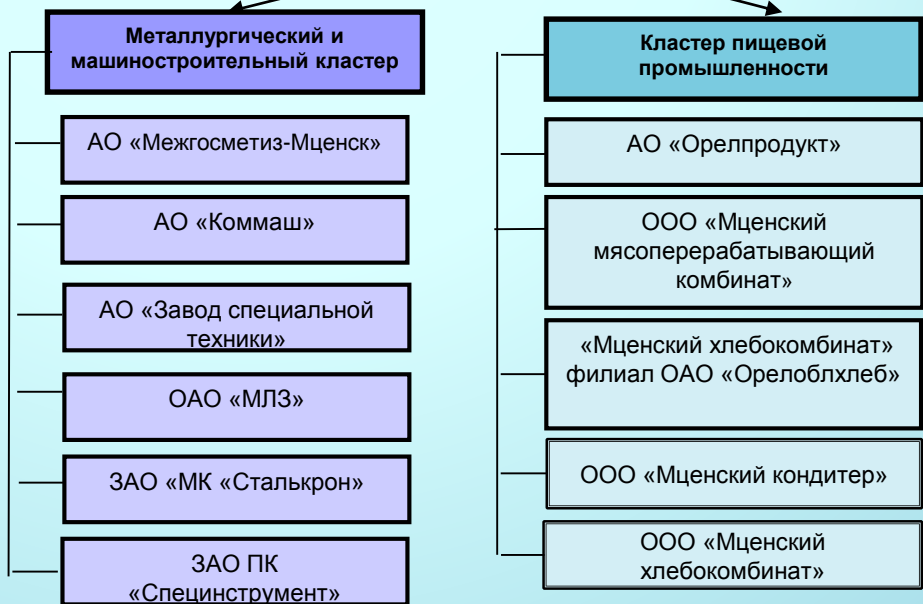 Металлургический и
машиностроительный кластер
АО «Межгосметиз-Мценск»
АО «Коммаш»
АО «Завод специальной
техники»
ОАО «МЛЗ»
ЗАО «МК «Сталькрон»
ЗАО ПК
«Специнструмент»
Кластер пищевой
промышленности
АО «Орелпродукт»
ООО «Мценский
мясоперерабатывающий
комбинат»
«Мценский хлебокомбинат»
филиал ОАО «Орелоблхлеб»
ООО «Мценский кондитер»
ООО «Мценский
хлебокомбинат»